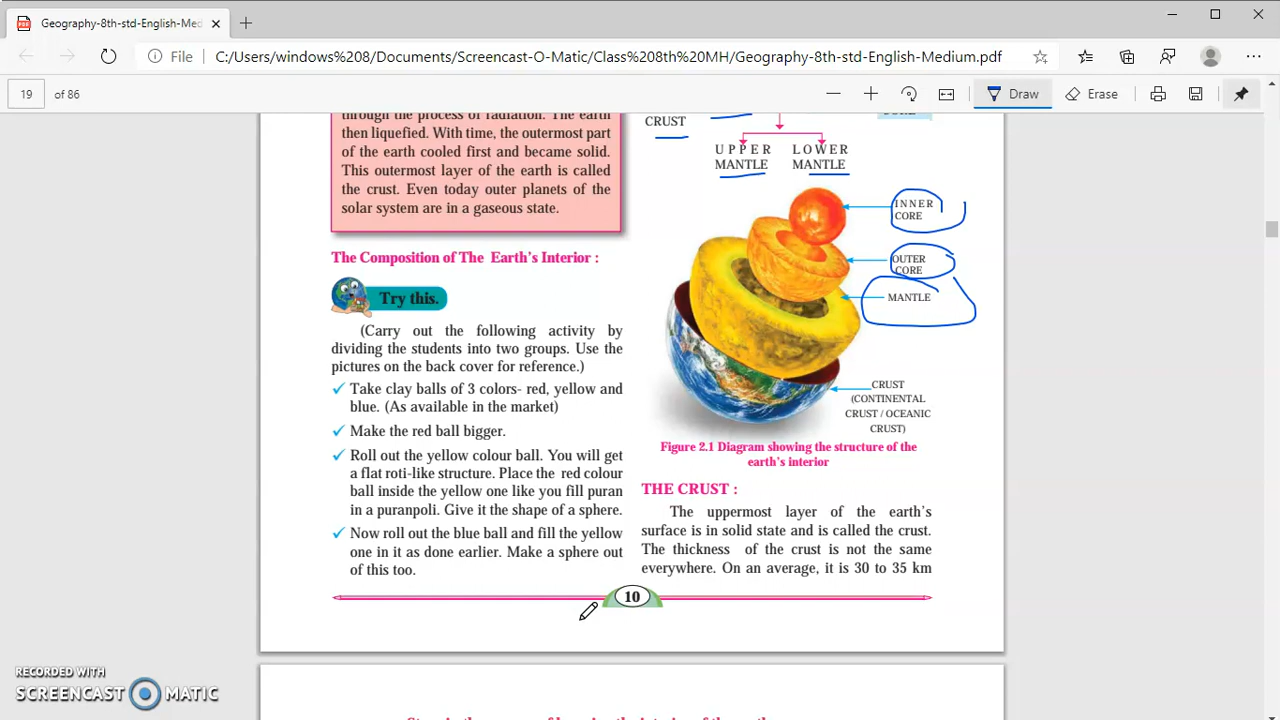 Geography-8th-std-English-Med
File
C:/Users/windows%208/Documents/Screencast-O-Matic/Class%208th%20MH/Geography-8th-std-English-Medium.pdf
19 of 86
Draw
Erase
through the process of radiation. The earth
then liquefied. With time, the outermost part
of the earth cooled first and became solid.
This outermost layer of the earth is called
the crust. Even today outer planets of the
solar system are in a gaseous state.
The Composition of The Earth's Interior :
Try this.
(Carry out the following activity by
dividing the students into two groups. Use the
pictures on the back cover for reference.)
✓ Take clay balls of 3 colors- red, yellow and
blue. (As available in the market)
✓ Make the red ball bigger.
✓ Roll out the yellow colour ball. You will get
a flat roti-like structure. Place the red colour
ball inside the yellow one like you fill puran
in a puranpoli. Give it the shape of a sphere.
✓ Now roll out the blue ball and fill the yellow
one in it as done earlier. Make a sphere out
of this too.
CRUST
UPPER
MANTLE
LOWER
MANTLE
INNER
CORE
OUTER
CORE
MANTLE
CRUST
(CONTINENTAL
CRUST / OCEANIC
CRUST)
Figure 2.1 Diagram showing the structure of the
earth's interior
THE CRUST :
The uppermost layer of the earth's
surface is in solid state and is called the crust.
The thickness of the crust is not the same
everywhere. On an average, it is 30 to 35 km
10
RECORDED WITH
SCREENCAST MATIC